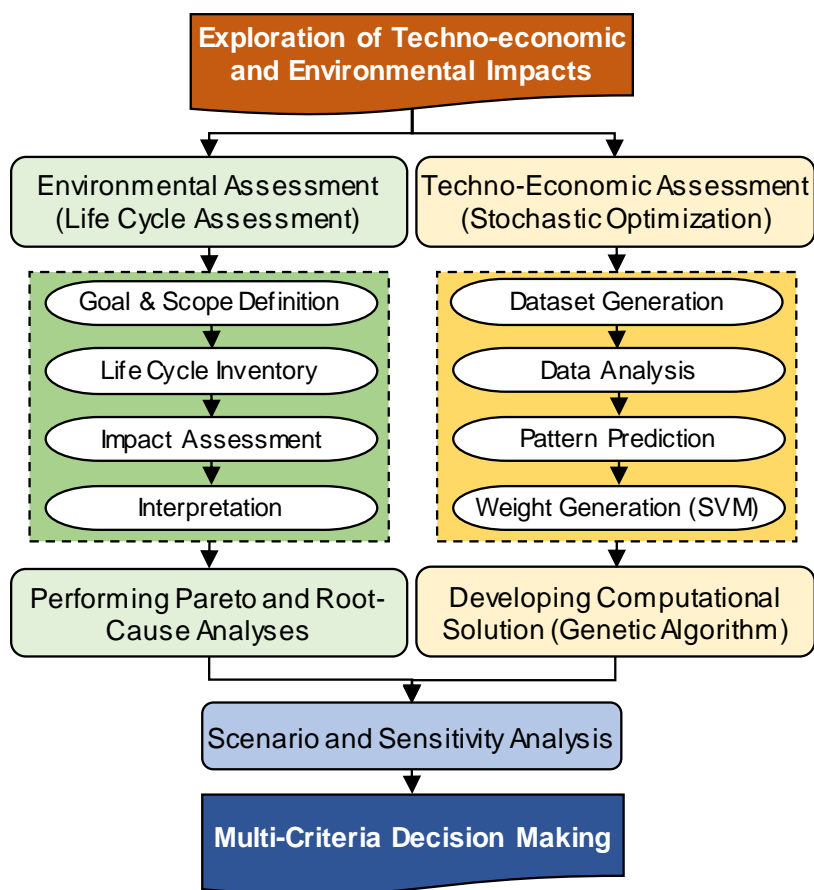 Exploration of Techno-economic
and Environmental Impacts
Environmental Assessment
(Life Cycle Assessment)
Goal & Scope Definition
Life Cycle Inventory
Impact Assessment
Interpretation
Performing Pareto and Root-
Cause Analyses
Techno-Economic Assessment
(Stochastic Optimization)
Dataset Generation
Data Analysis
Pattern Prediction
Weight Generation (SVM)
Developing Computational
Solution (Genetic Algorithm)
Scenario and Sensitivity Analysis
Multi-Criteria Decision Making